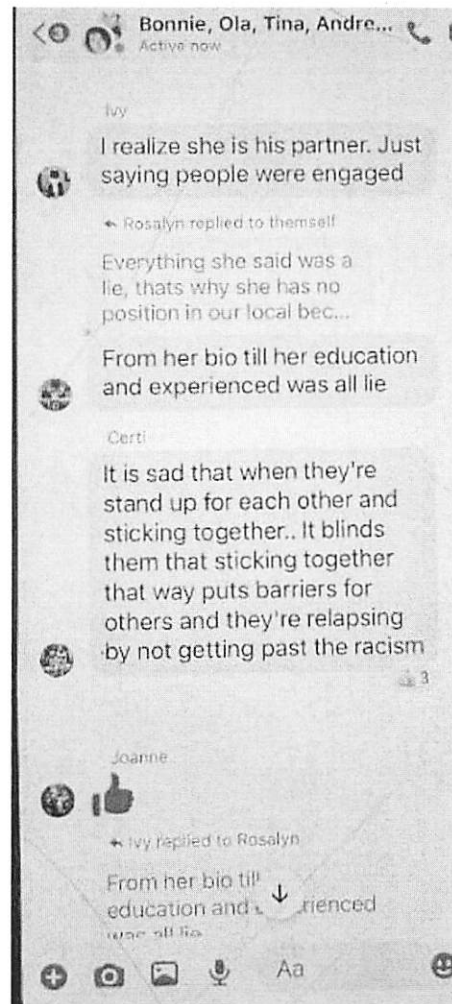 Bonnie, Ola, Tina, Andre...
Active now
Ivy
I realize she is his partner. Just
saying people were engaged
Rosalyn replied to themself
Everything she said was a
lie, thats why she has no
position in our local bec...
From her bio till her education
and experienced was all lie
Certi
It is sad that when they're
stand up for each other and
sticking together.. It blinds
them that sticking together
that way puts barriers for
others and they're relapsing
by not getting past the racism
3
Joanne
Ivy replied to Rosalyn
From her bio til
education and rienced
was all lie
Aa